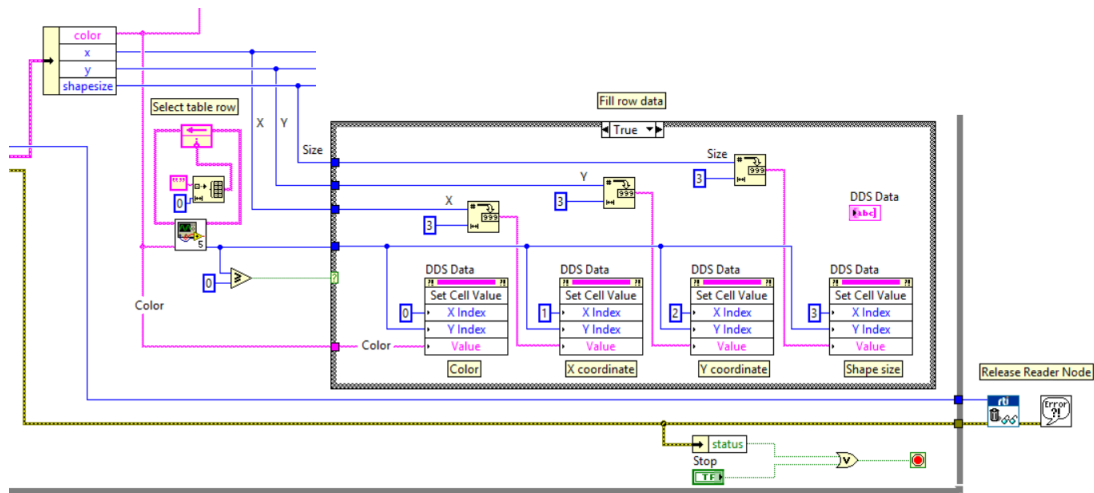 color
x
y
shapesize
Select table row
X
Y
Size
Color
0
5
0
Fill row data
True
Size
3
Y
3
X
3
DDS Data
abc
DDS Data
Set Cell Value
0
X Index
Y Index
Value
Color
DDS Data
Set Cell Value
1
X Index
Y Index
Value
X coordinate
DDS Data
Set Cell Value
2
X Index
Y Index
Value
Y coordinate
DDS Data
Set Cell Value
3
X Index
Y Index
Value
Shape size
Color
Release Reader Node
rti
Error
?!
status
Stop
TF